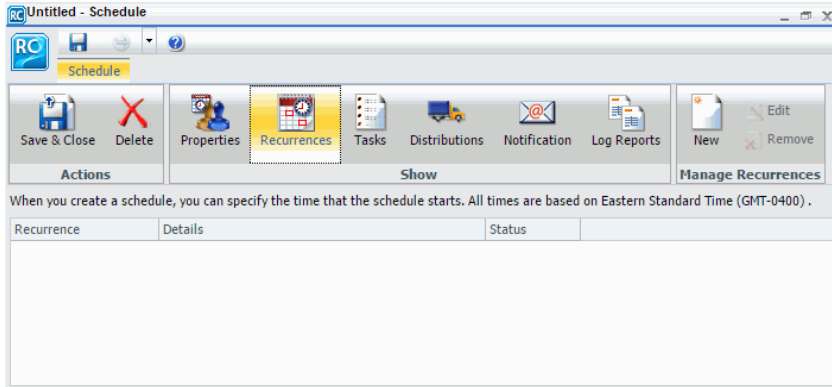 RC Untitled - Schedule
RC
Schedule
Save & Close Delete Properties Recurrences Tasks Distributions Notification Log Reports New Edit
Remove
Actions Show Manage Recurrences
When you create a schedule, you can specify the time that the schedule starts. All times are based on Eastern Standard Time (GMT-0400) .
Recurrence Details Status